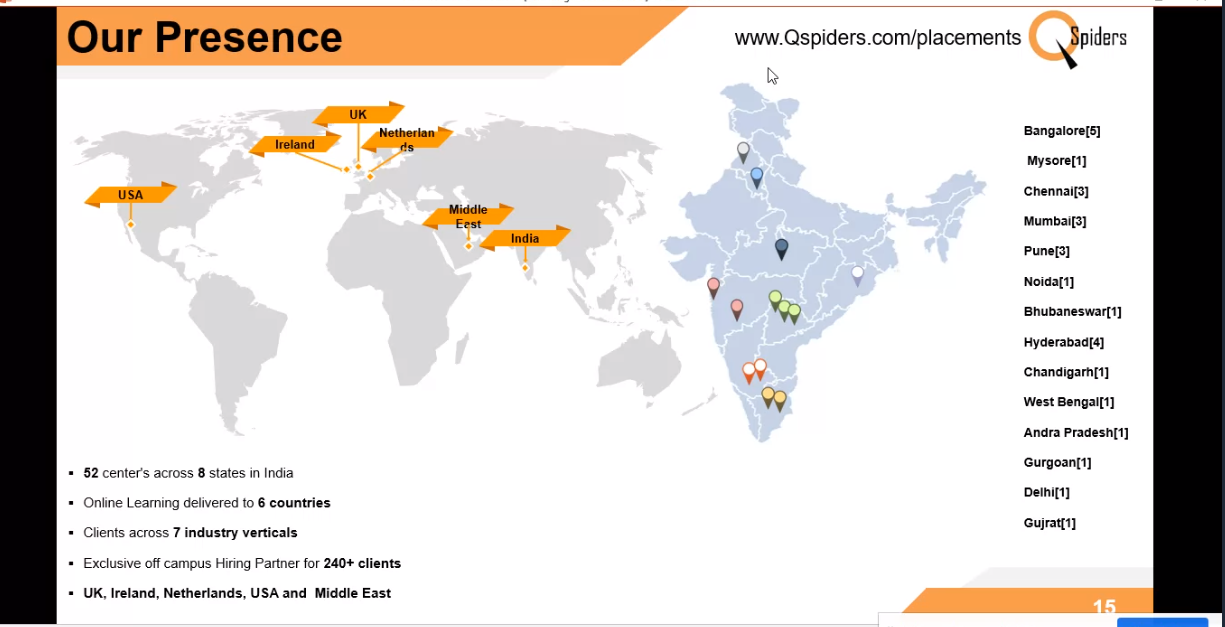 Our Presence
www.Qspiders.com/placements
Spiders
UK
Ireland
Netherlan
ds
USA
Middle
East
India
Bangalore[5]
Mysore[1]
Chennai[3]
Mumbai[3]
Pune[3]
Noida[1]
Bhubaneswar[1]
Hyderabad[4]
Chandigarh[1]
West Bengal[1]
Andra Pradesh[1]
Gurgoan[1]
Delhi[1]
Gujrat[1]
▪ 52 center's across 8 states in India
▪ Online Learning delivered to 6 countries
▪ Clients across 7 industry verticals
▪ Exclusive off campus Hiring Partner for 240+ clients
▪ UK, Ireland, Netherlands, USA and  Middle East
15